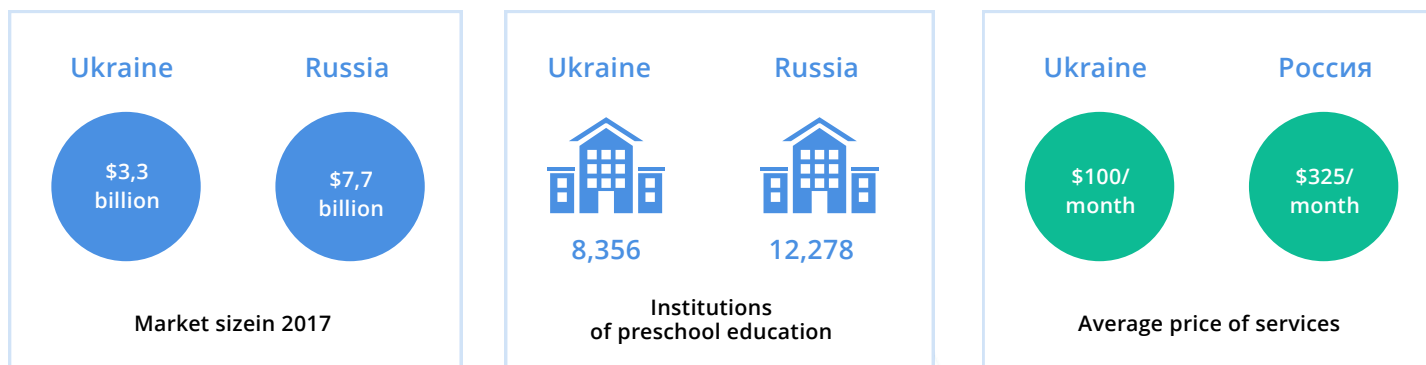 Ukraine
Russia
$3,3
billion
$7,7
billion
Market sizein 2017
Ukraine
Russia
8,356
12,278
Institutions
of preschool education
Ukraine
Россия
$100/
month
$325/
month
Average price of services